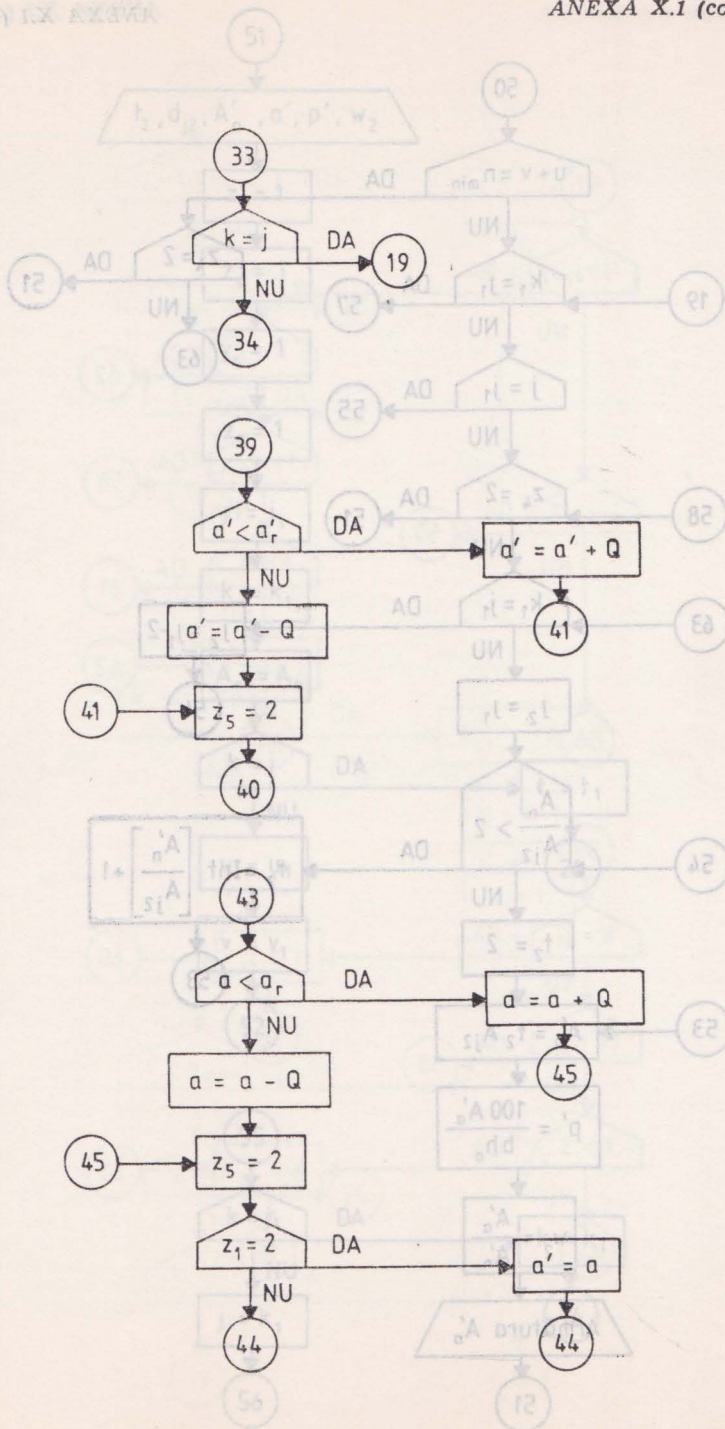 ANEXA X.1 (co
33
k = j
DA
19
NU
34
39
a' < a'r
DA
a' = a' + Q
NU
41
a' = a' - Q
41
z5 = 2
40
43
a < ar
DA
a = a + Q
NU
45
a = a - Q
45
z5 = 2
z1 = 2
DA
a' = a
NU
44
44